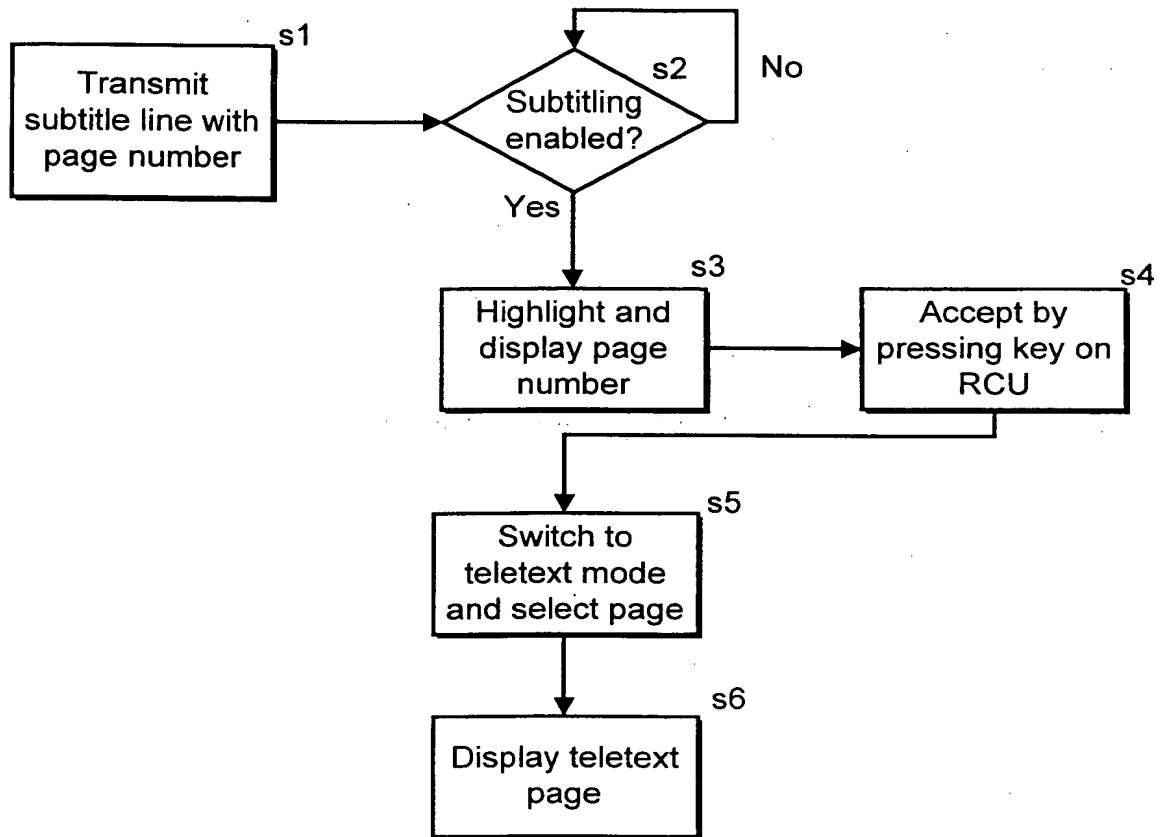 s1
Transmit
subtitle line with
page number
s2
Subtitling
enabled?
No
Yes
s3
Highlight and
display page
number
s4
Accept by
pressing key on
RCU
s5
Switch to
teletext mode
and select page
s6
Display teletext
page